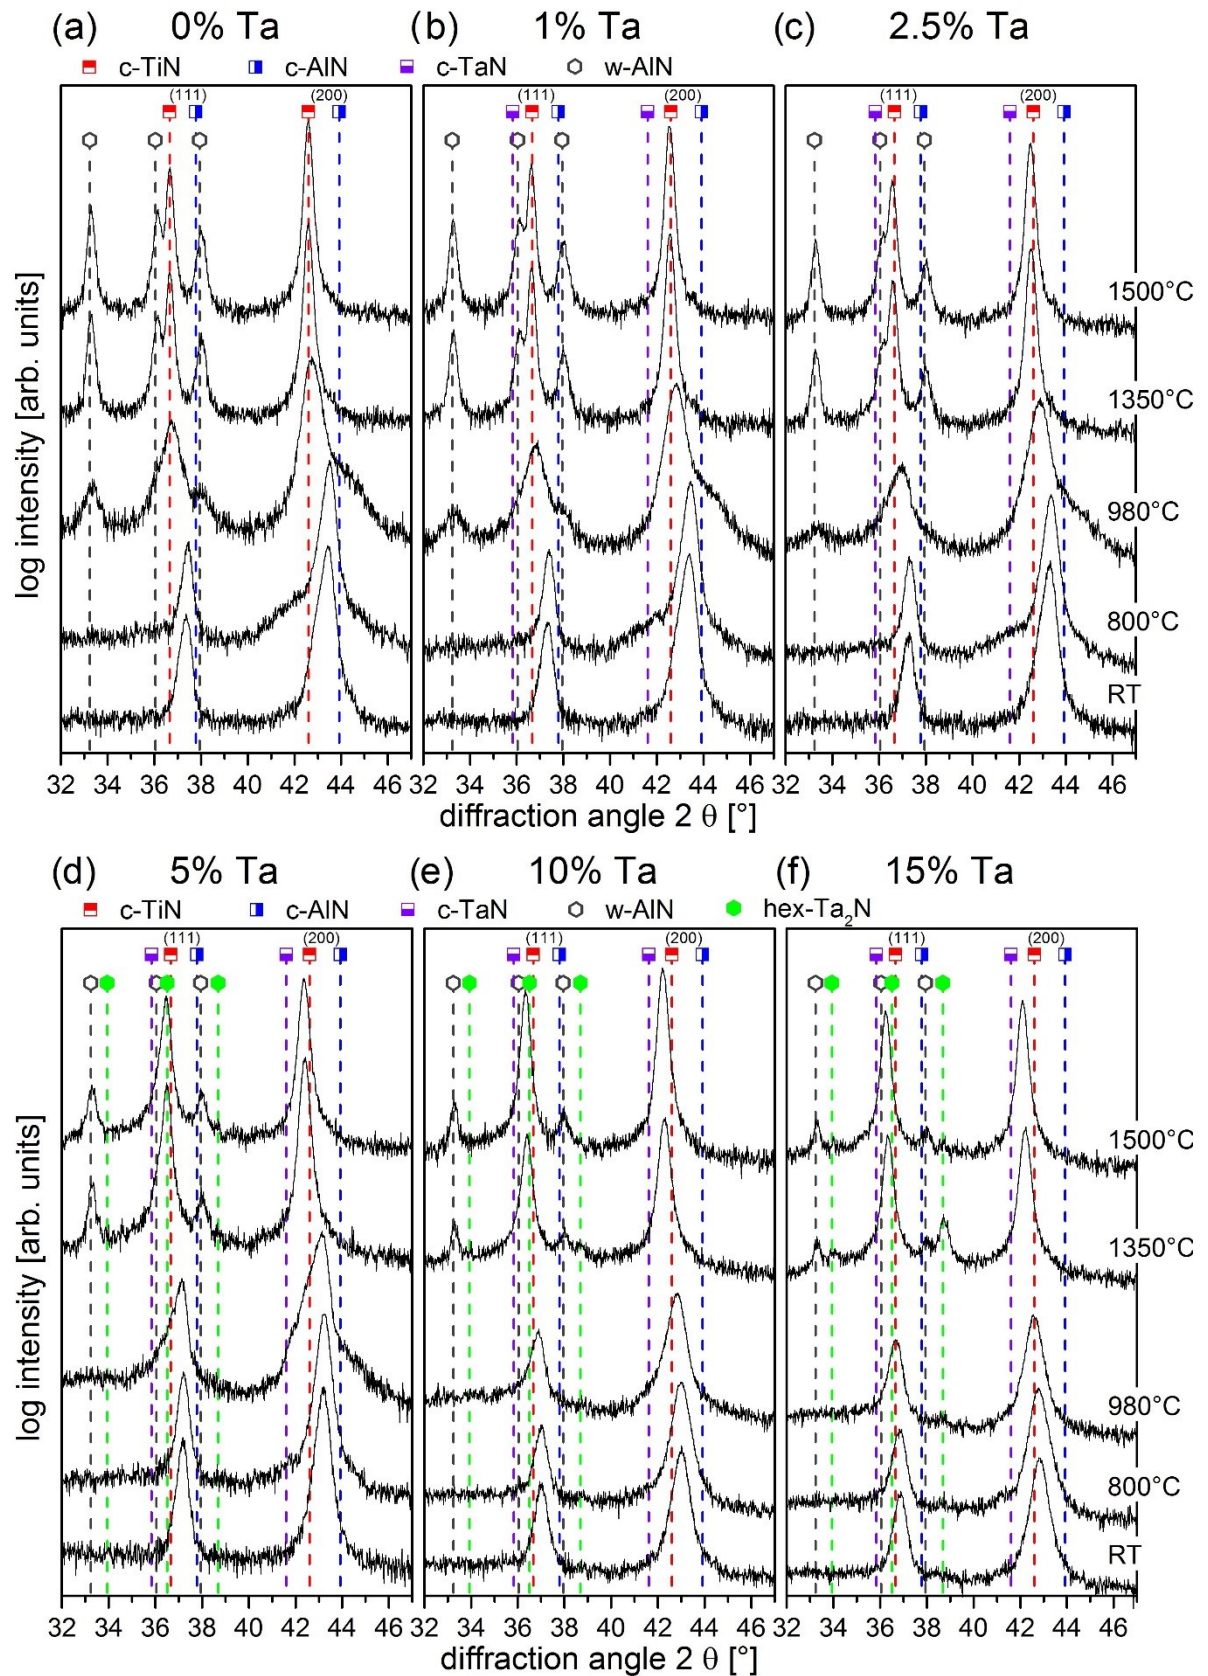 (a) 0% Ta (b) 1% Ta (c) 2.5% Ta
c-TiN c-AlN c-TaN w-AlN
(111) (200) (111) (200) (111) (200)
1500°C
1350°C
980°C
800°C
RT
log intensity [arb. units]
32 34 36 38 40 42 44 46 32 34 36 38 40 42 44 46 32 34 36 38 40 42 44 46
diffraction angle 2 θ [°]
(d) 5% Ta (e) 10% Ta (f) 15% Ta
c-TiN c-AlN c-TaN w-AlN hex-Ta₂N
(111) (200) (111) (200) (111) (200)
1500°C
1350°C
980°C
800°C
RT
log intensity [arb. units]
32 34 36 38 40 42 44 46 32 34 36 38 40 42 44 46 32 34 36 38 40 42 44 46
diffraction angle 2 θ [°]